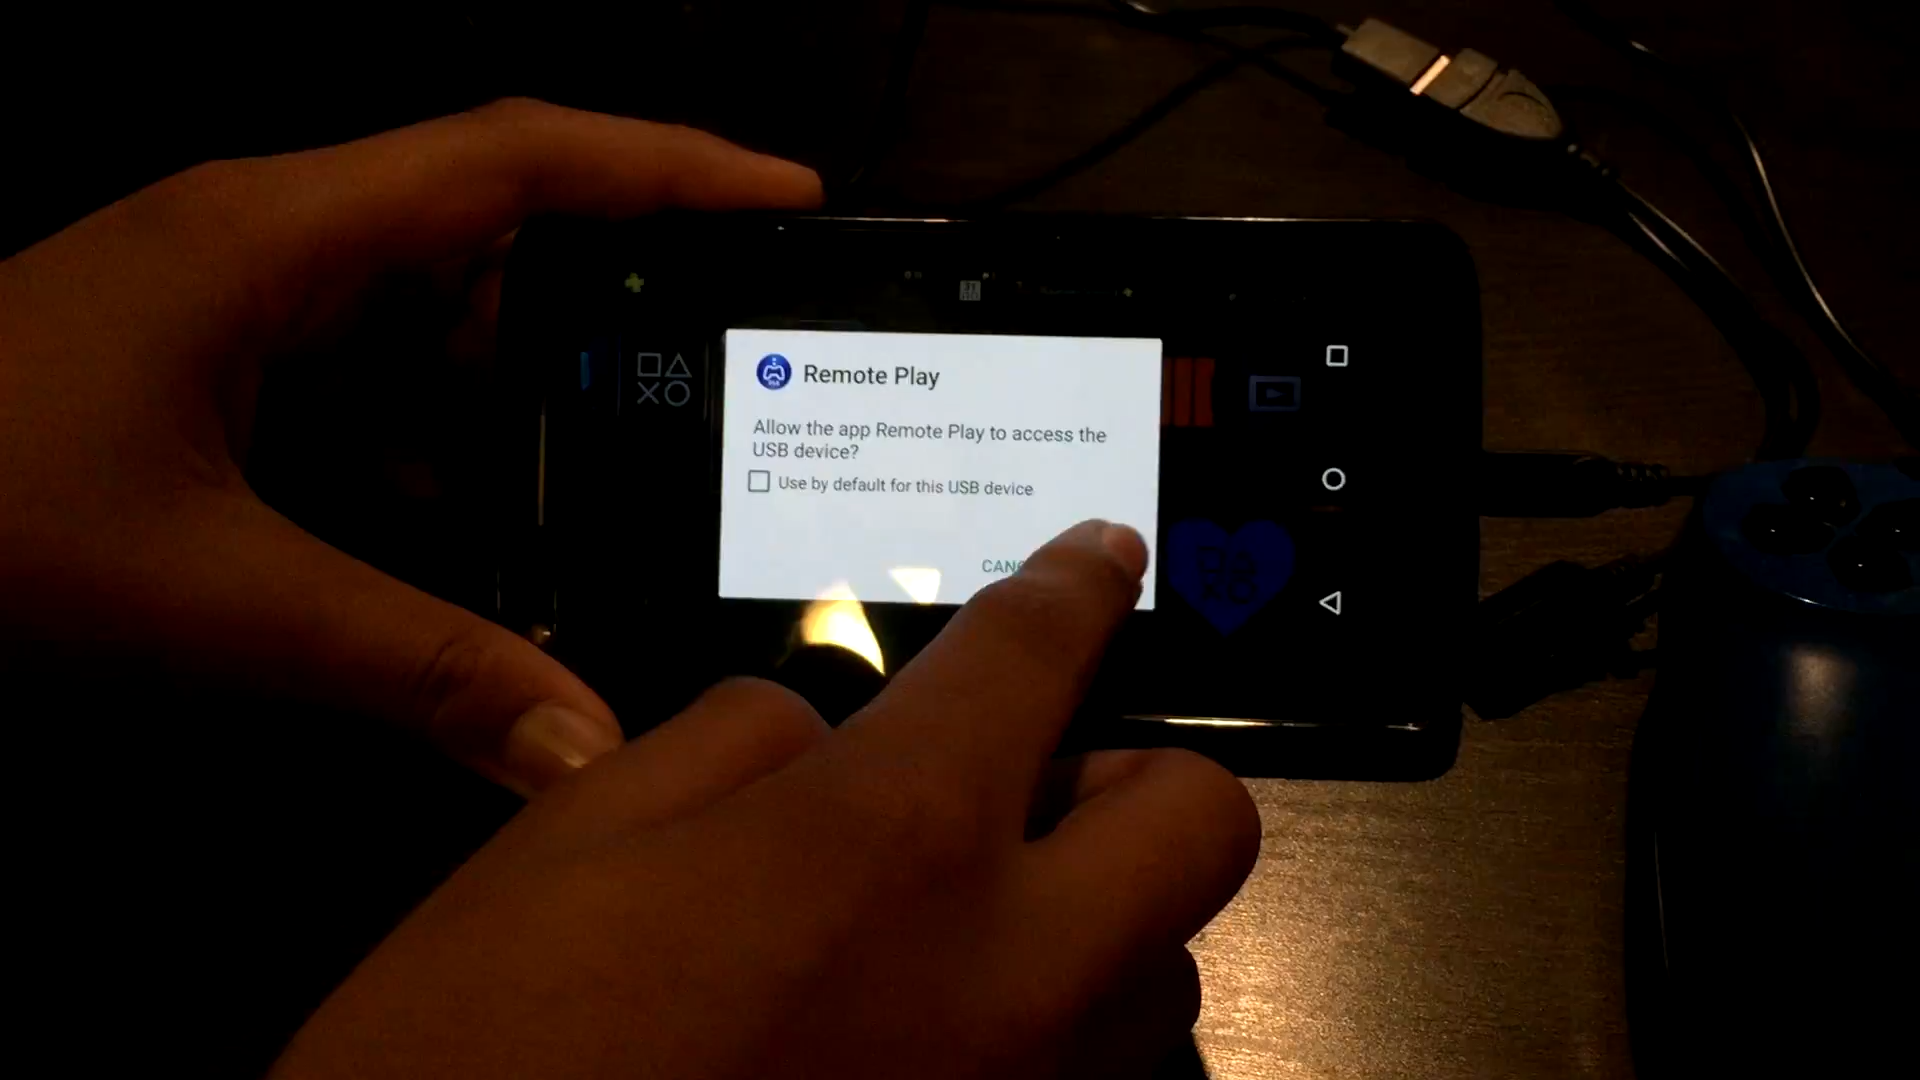 Remote Play
Allow the app Remote Play to access the
USB device?
Use by default for this USB device